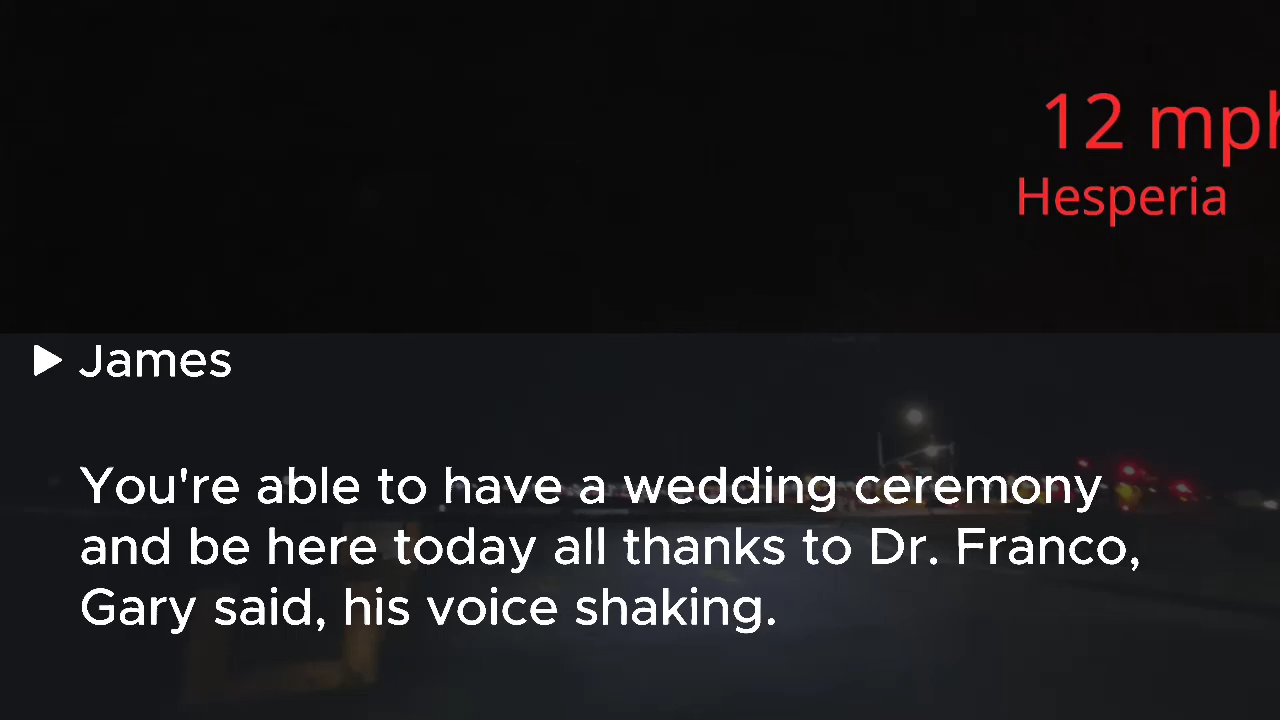 12 mph
Hesperia
James
You're able to have a wedding ceremony
and be here today all thanks to Dr. Franco,
Gary said, his voice shaking.